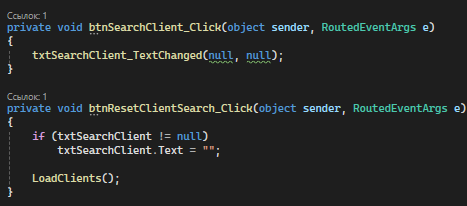 Ссылок: 1
private void btnSearchClient_Click(object sender, RoutedEventArgs e)
{
    txtSearchClient_TextChanged(null, null);
}
Ссылок: 1
private void btnResetClientSearch_Click(object sender, RoutedEventArgs e)
{
    if (txtSearchClient != null)
        txtSearchClient.Text = "";
    LoadClients();
}